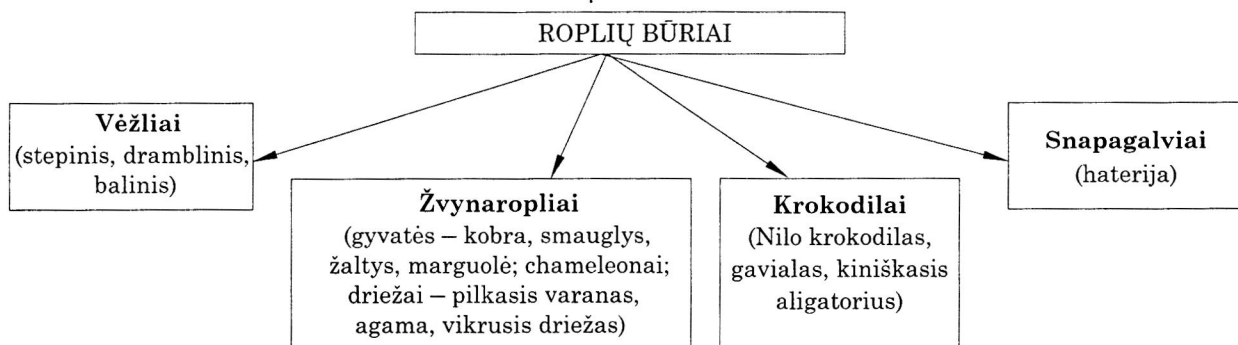 ROPLIŲ BŪRIAI
Vėžliai
(stepinis, dramblinis,
balinis)
Žvynaropliai
(gyvatės – kobra, smauglys,
žaltys, marguolė; chameleonai;
driežai – pilkasis varanas,
agama, vikrusis driežas)
Krokodilai
(Nilo krokodilas,
gavialas, kiniškasis
aligatorius)
Snapagalviai
(haterija)